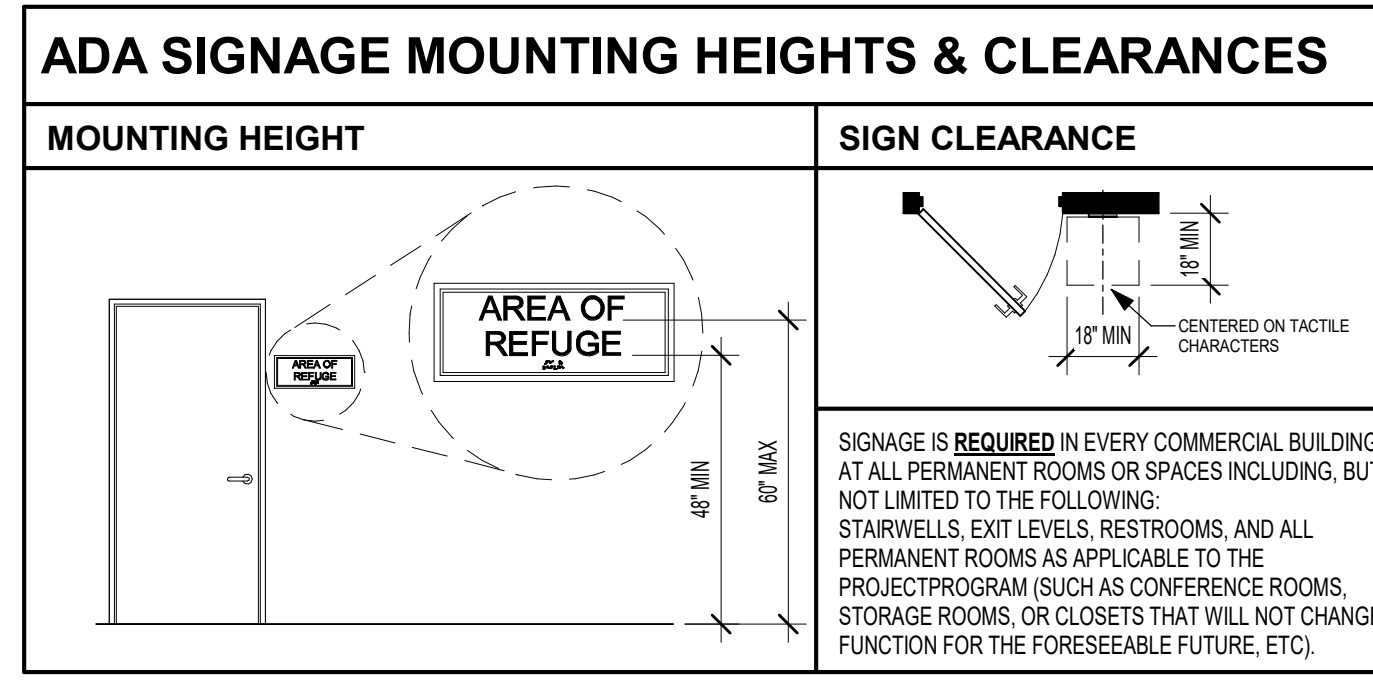 ADA SIGNAGE MOUNTING HEIGHTS & CLEARANCES
MOUNTING HEIGHT
AREA OF
REFUGE
AREA OF
REFUGE
48" MIN
60" MAX
SIGN CLEARANCE
18" MIN
18" MIN
CENTERED ON TACTILE
CHARACTERS
SIGNAGE IS REQUIRED IN EVERY COMMERCIAL BUILDING
AT ALL PERMANENT ROOMS OR SPACES INCLUDING, BUT
NOT LIMITED TO THE FOLLOWING:
STAIRWELLS, EXIT LEVELS, RESTROOMS, AND ALL
PERMANENT ROOMS AS APPLICABLE TO THE
PROJECTPROGRAM (SUCH AS CONFERENCE ROOMS,
STORAGE ROOMS, OR CLOSETS THAT WILL NOT CHANGE
FUNCTION FOR THE FORESEEABLE FUTURE, ETC).